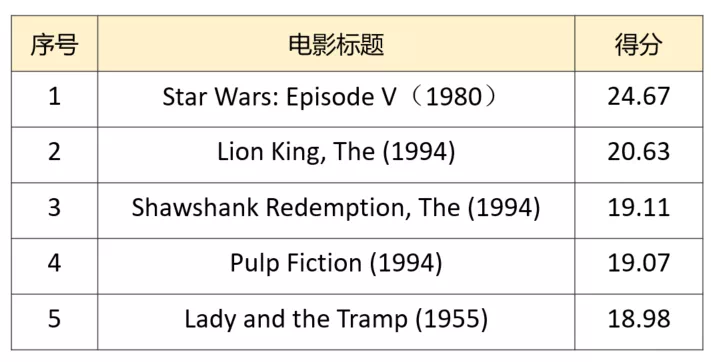 序号 电影标题 得分
1 Star Wars: Episode V（1980） 24.67
2 Lion King, The (1994) 20.63
3 Shawshank Redemption, The (1994) 19.11
4 Pulp Fiction (1994) 19.07
5 Lady and the Tramp (1955) 18.98